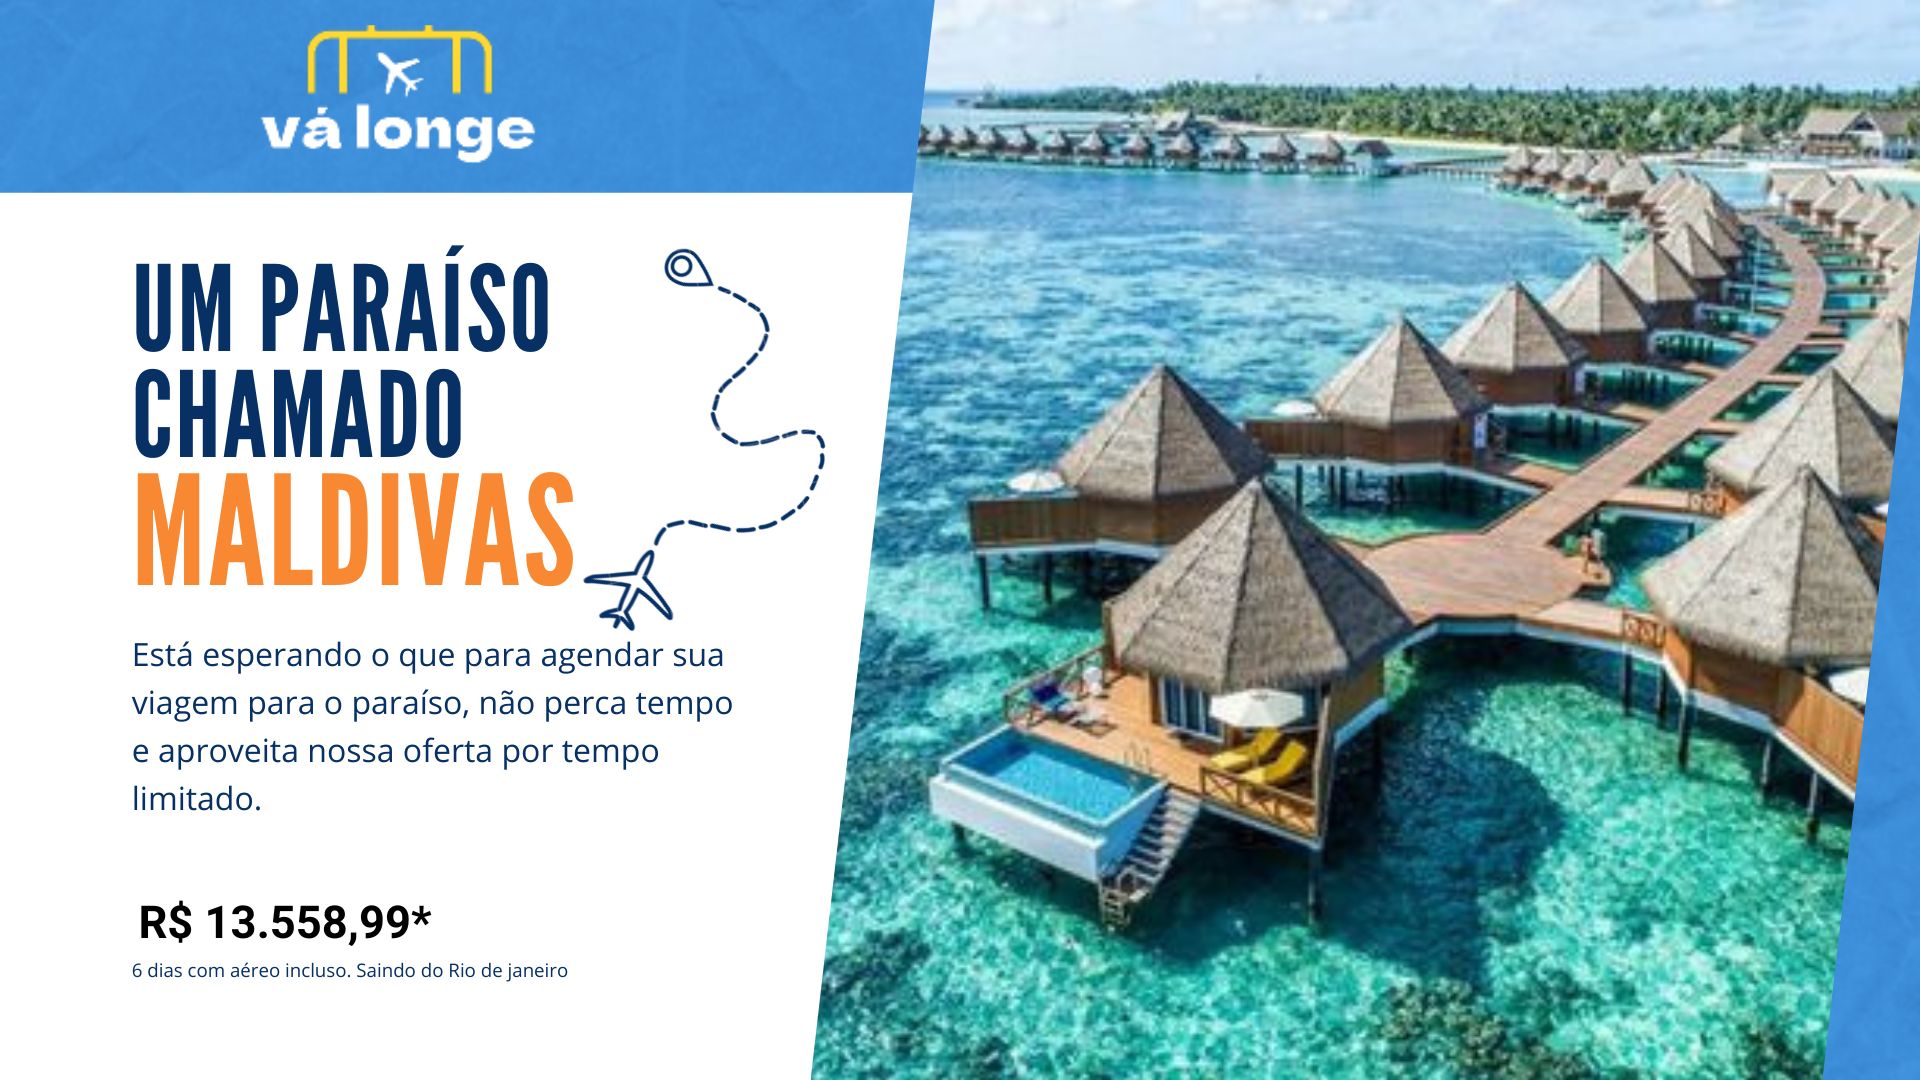 vá longe
UM PARAÍSO
CHAMADO
MALDIVAS
Está esperando o que para agendar sua
viagem para o paraíso, não perca tempo
e aproveita nossa oferta por tempo
limitado.
R$ 13.558,99*
6 dias com aéreo incluso. Saindo do Rio de janeiro